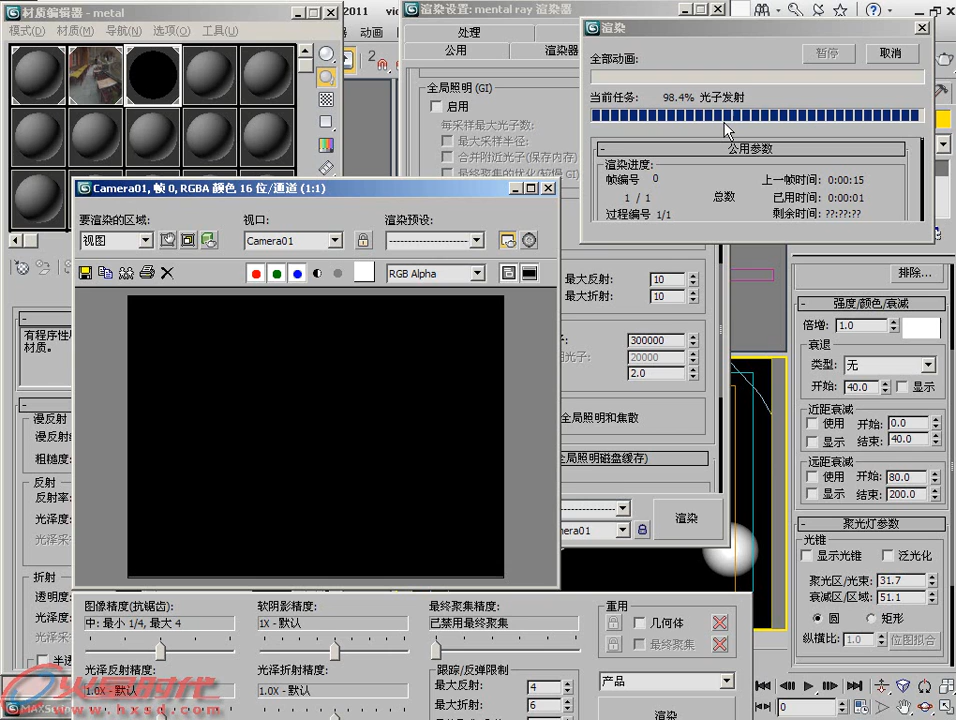 材质编辑器 - metal
模式(D) 材质(M) 导航(N) 选项(O) 工具(U)
2011
动画
渲染设置: mental ray 渲染器
处理
公用
渲染器
全局照明 (GI)
启用
每采样最大光子数:
最大采样半径:
合并附近光子(保存内存)
最大反射: 10
最大折射: 10
300000
20000
2.0
全局照明和焦散
全局照明磁盘缓存)
渲染
渲染
全部动画:
暂停
取消
当前任务: 98.4% 光子发射
公用参数
渲染进度:
帧编号 0
上一帧时间: 0:00:15
1 / 1
总数
已用时间: 0:00:01
过程编号 1/1
剩余时间: ??:??:??
Camera01, 帧 0, RGBA 颜色 16 位/通道 (1:1)
要渲染的区域:
视口:
渲染预设:
视图
Camera01
RGB Alpha
有程序性
材质。
漫反射
漫反射
粗糙度:
反射
反射率:
光泽度:
光泽采
折射
透明度:
光泽度:
图像精度(抗锯齿):
中: 最小 1/4, 最大 4
软阴影精度:
1X - 默认
最终聚集精度:
已禁用最终聚集
光泽反射精度:
1.0X - 默认
光泽折射精度:
1.0X - 默认
跟踪/反弹限制
最大反射: 4
最大折射: 6
重用
几何体
最终聚集
产品
渲染
排除...
强度/颜色/衰减
倍增: 1.0
衰退
类型: 无
开始: 40.0 显示
近距衰减
使用 开始: 0.0
显示 结束: 40.0
远距衰减
使用 开始: 80.0
显示 结束: 200.0
聚光灯参数
光锥
显示光锥 泛光化
聚光区/光束: 31.7
衰减区/区域: 51.1
圆 矩形
纵横比: 1.0 位图拟合
0
火星时代
www.hxsd.com